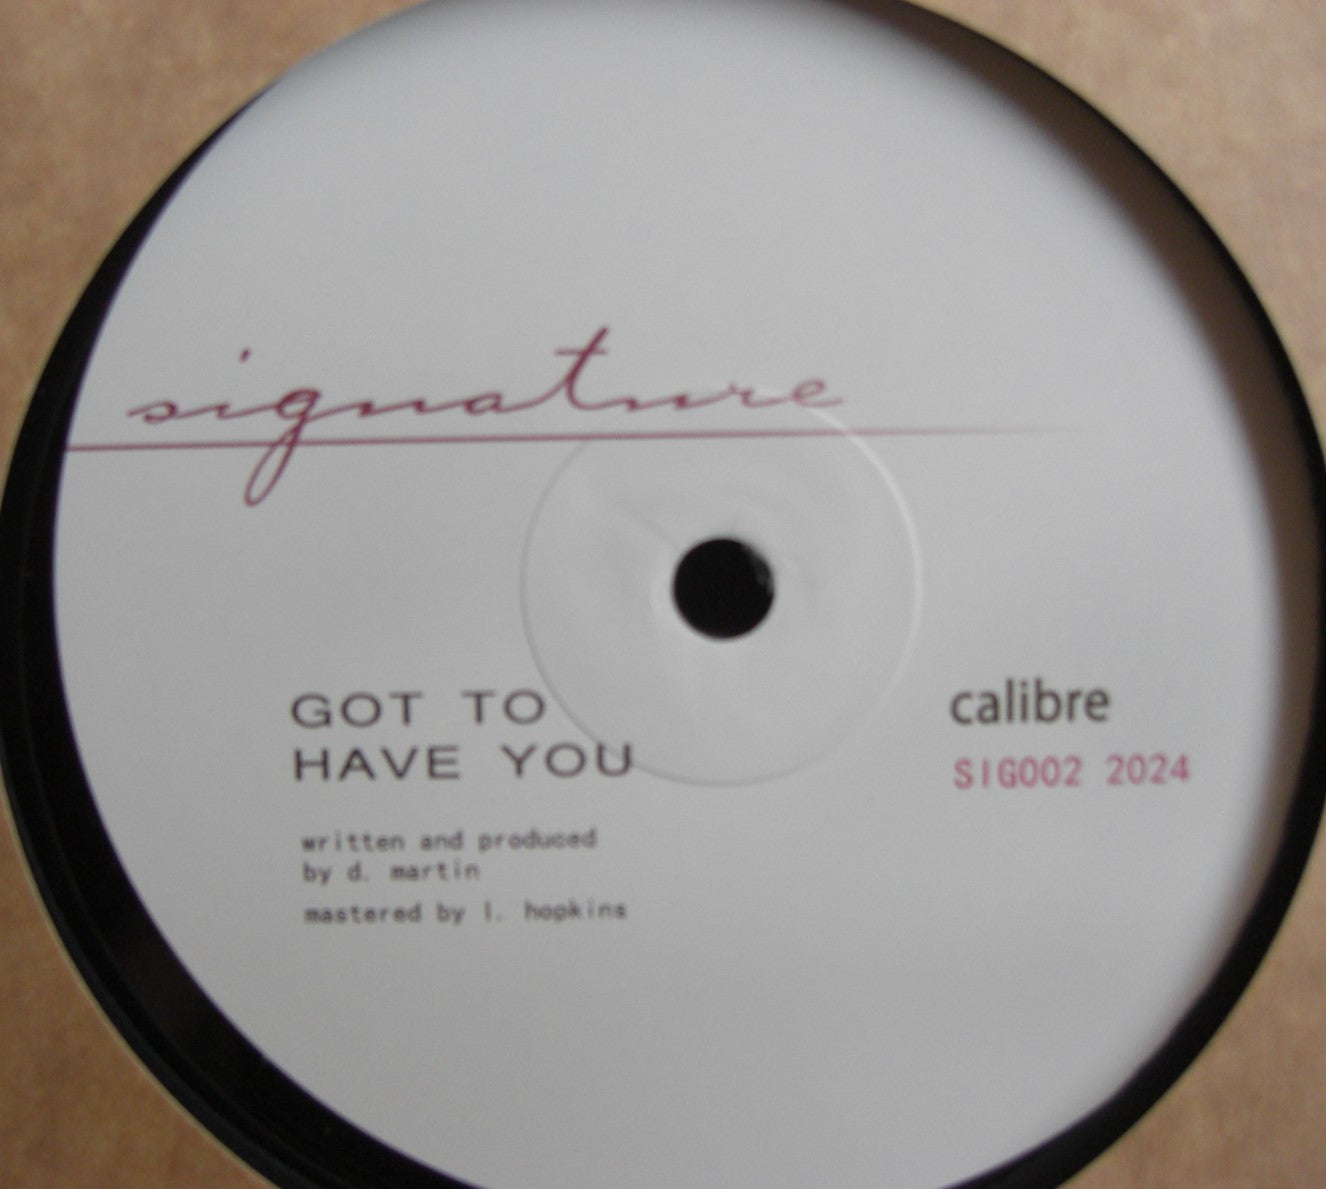 signature
GOT TO
HAVE YOU
calibre
SIG002 2024
written and produced
by d. martin
mastered by l. hopkins